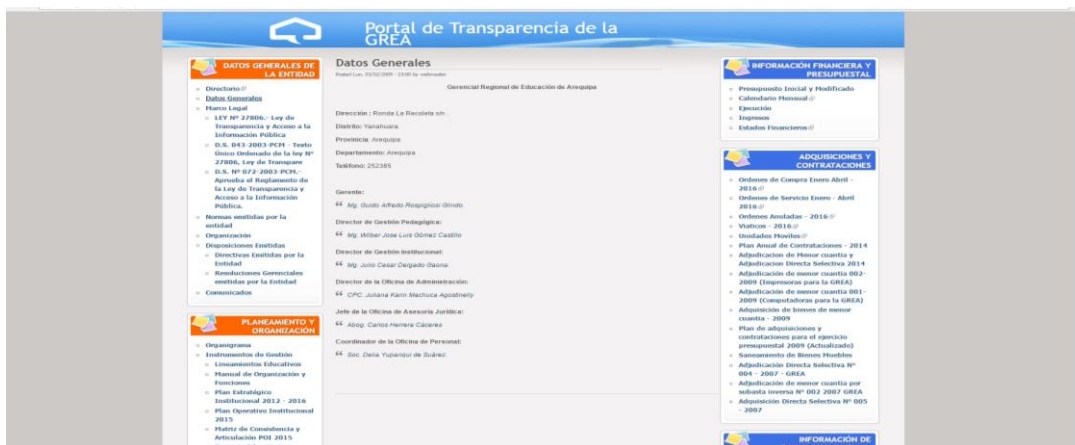 Portal de Transparencia de la
GREA
DATOS GENERALES DE
LA ENTIDAD
Directorio
Datos Generales
Marco Legal
LEY Nº 27806.- Ley de
Transparencia y Acceso a la
Información Pública
D.S. 043-2003-PCM - Texto
Único Ordenado de la ley Nº
27806, Ley de Transpare
D.S. Nº 072-2003-PCM.-
Aprueba el Reglamento de
la Ley de Transparencia y
Acceso a la Información
Pública.
Normas emitidas por la
entidad
Organización
Disposiciones Emitidas
Directivas Emitidas por la
Entidad
Resoluciones Gerenciales
emitidas por la Entidad
Comunicados
PLANEAMIENTO Y
ORGANIZACIÓN
Organigrama
Instrumentos de Gestión
Lineamientos Educativos
Manual de Organización y
Funciones
Plan Estratégico
Institucional 2012 - 2016
Plan Operativo Institucional
2015
Matriz de Consistencia y
Articulación POI 2015
Datos Generales
Posted Lun, 02/02/2009 - 23:00 by webmaster
Gerencial Regional de Educación de Arequipa
Dirección : Ronda La Recoleta s/n.
Distrito: Yanahuara.
Provincia: Arequipa
Departamento: Arequipa
Teléfono: 252385
Gerente:
“ Mg. Guido Alfredo Rospigliosi Glindo.
Director de Gestión Pedagógica:
“ Mg. Wilber Jose Luis Gómez Castillo
Director de Gestión Institucional:
“ Mg. Julio Cesar Delgado Gaona.
Director de la Oficina de Administración:
“ CPC. Juliana Karin Machuca Agostinelly
Jefe de la Oficina de Asesoría Jurídica:
“ Abog. Carlos Herrera Cáceres
Coordinador de la Oficina de Personal:
“ Soc. Delia Yupanqui de Suárez
INFORMACIÓN FINANCIERA Y
PRESUPUESTAL
Presupuesto Inicial y Modificado
Calendario Mensual
Ejecución
Ingresos
Estados Financieros
ADQUISICIONES Y
CONTRATACIONES
Ordenes de Compra Enero Abril -
2016
Ordenes de Servicio Enero - Abril
2016
Ordenes Anuladas - 2016
Viaticos - 2016
Unidades Moviles
Plan Anual de Contrataciones - 2014
Adjudicacion de Menor cuantia y
Adjudicacion Directa Selectiva 2014
Adjudicación de menor cuantia 002-
2009 (Impresoras para la GREA)
Adjudicación de menor cuantia 001-
2009 (Computadoras para la GREA)
Adquisición de bienes de menor
cuantia - 2009
Plan de adquisiciones y
contrataciones para el ejercicio
presupuestal 2009 (Actualizado)
Saneamiento de Bienes Muebles
Adjudicación Directa Selectiva Nº
004 - 2007 - GREA
Adjudicación de menor cuantia por
subasta inversa Nº 002 2007 GREA
Adquisición Directa Selectiva Nº 005
- 2007
INFORMACIÓN DE